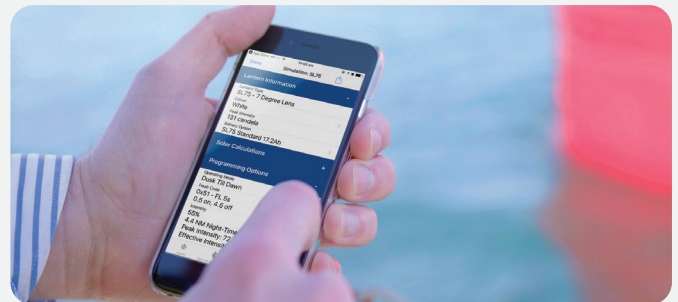 Done
Simulation: SL75
Lantern Information
-
Lantern Type
SL75 - 7 Degree Lens
Colour
White
Peak Intensity
131 candela
Battery Option
SL75 Standard 17.2Ah
Solar Calculations
+
Programming Options
-
Operating Mode
Dusk Till Dawn
Flash Code
0x51 - FL 5s
0.5 on, 4.5 off
Intensity
55%
4.4 NM Night-Time
Peak Intensity: 72
Effective Intensi